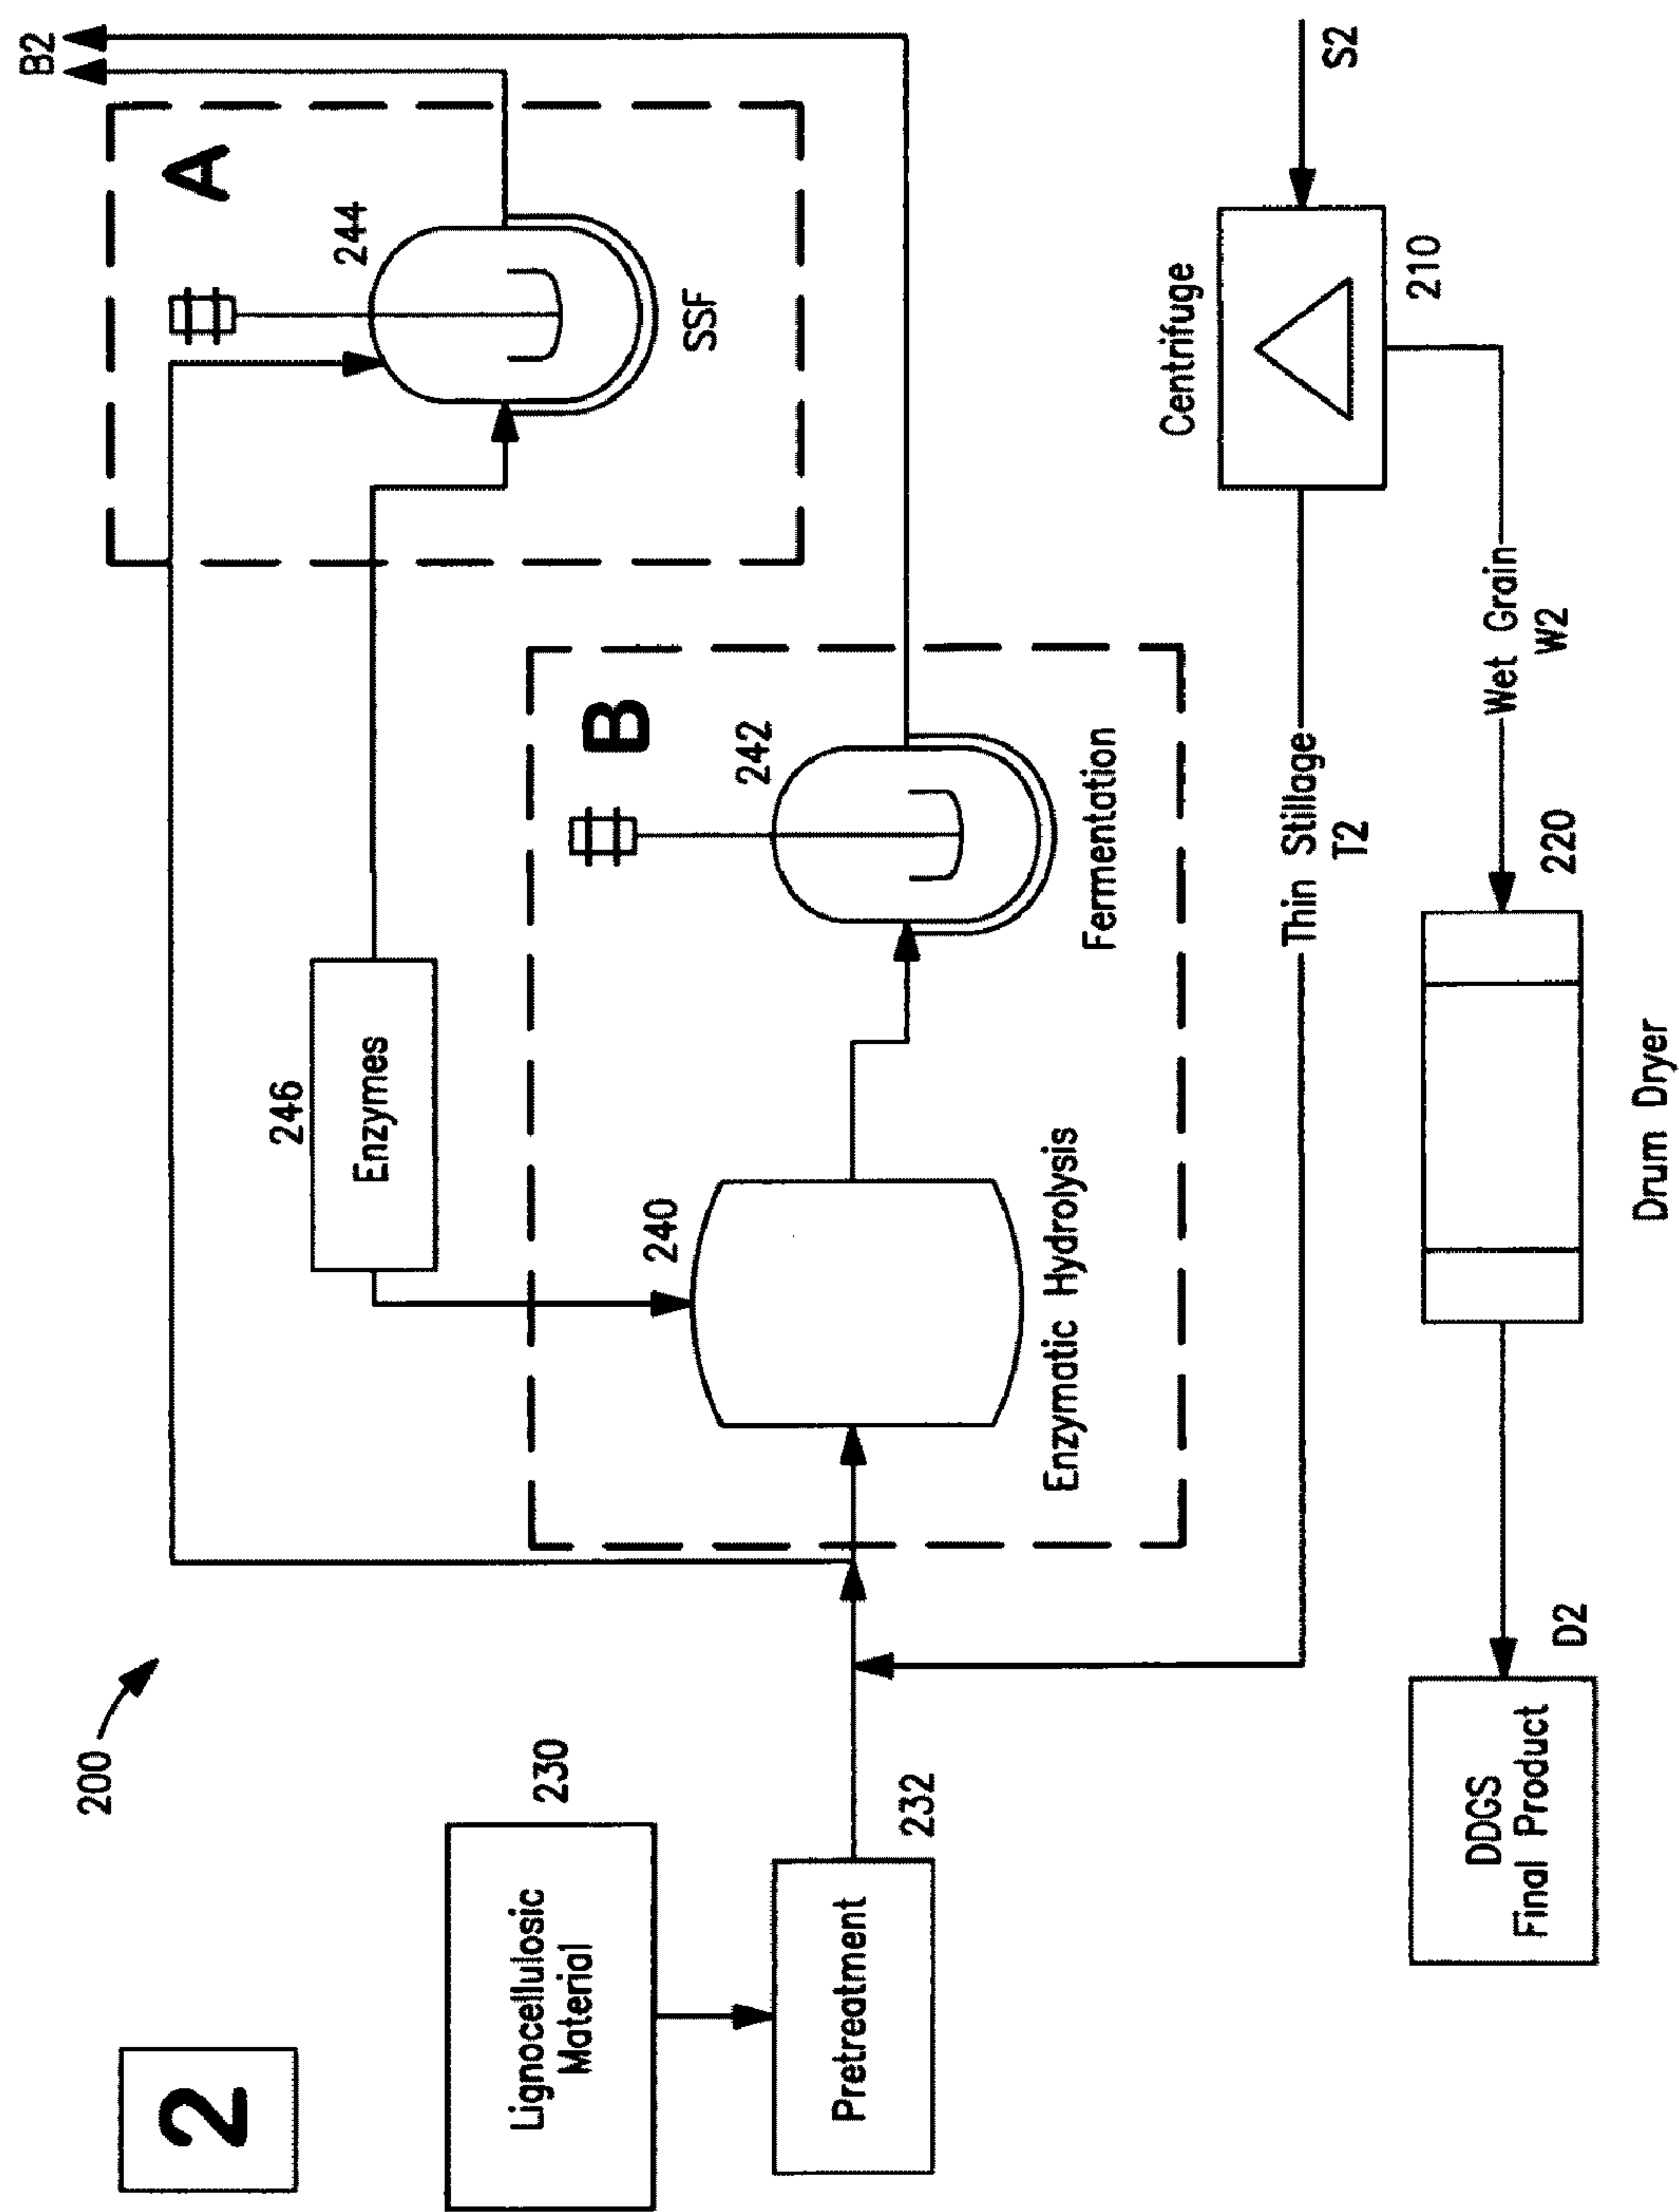 2
200
Lignocellulosic
Material
230
Pretreatment
232
246
Enzymes
A
244
SSF
B2
B
240
Enzymatic Hydrolysis
242
Fermentation
Thin Stillage
T2
Centrifuge
210
S2
Wet Grain
W2
220
Drum Dryer
D2
DDGS
Final Product